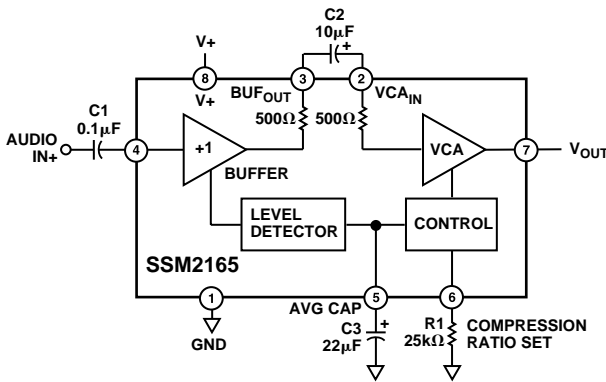 C2
10μF
+
V+
8
V+
3
BUFOUT
2
VCAIN
500Ω
500Ω
C1
0.1μF
AUDIO
IN+
4
+1
BUFFER
VCA
7
VOUT
LEVEL
DETECTOR
CONTROL
SSM2165
1
GND
AVG CAP
5
6
C3
22μF
+
R1
25kΩ
COMPRESSION
RATIO SET